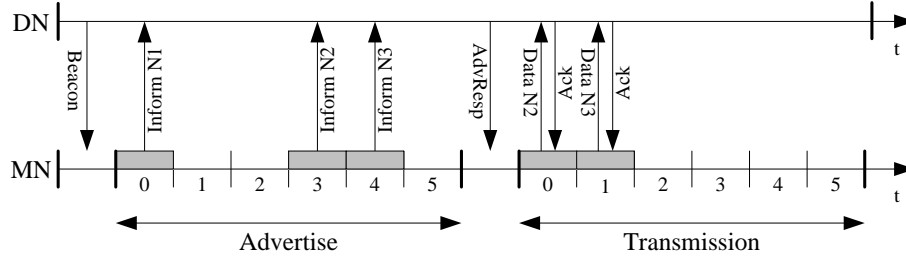 DN
t
Beacon
Inform N1
Inform N2
Inform N3
AdvResp
Data N2
Ack
Data N3
Ack
MN
0 1 2 3 4 5 0 1 2 3 4 5
t
Advertise
Transmission